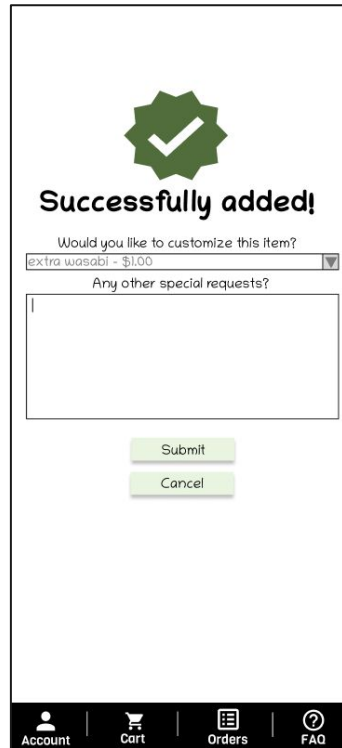 Successfully added!
Would you like to customize this item?
extra wasabi - $1.00
Any other special requests?
Submit
Cancel
Account Cart Orders FAQ